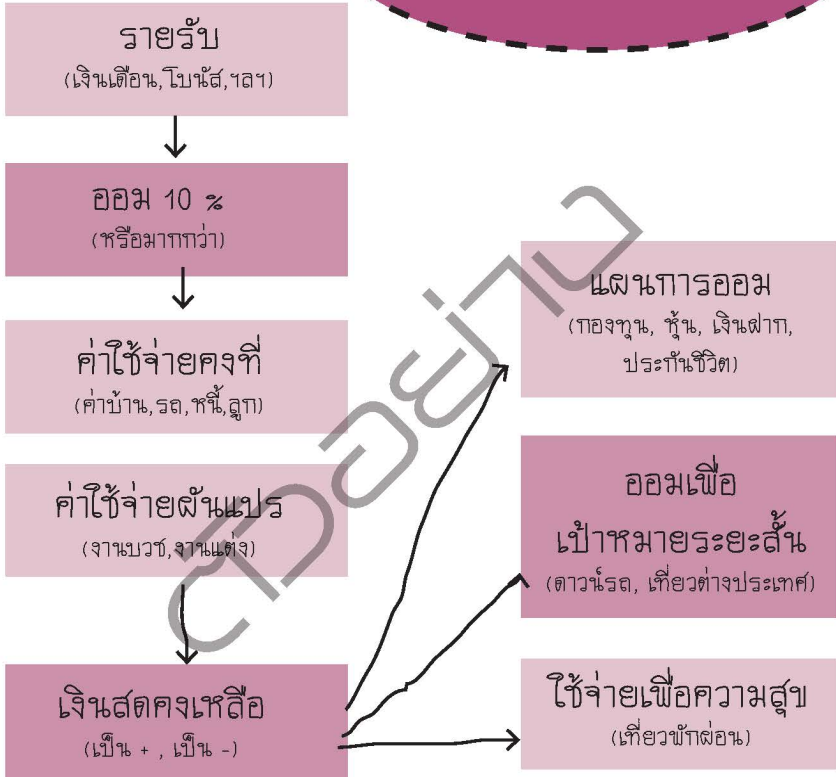 รายรับ
(เงินเดือน,โบนัส,ฯลฯ)
ออม 10 %
(หรือมากกว่า)
ค่าใช้จ่ายคงที่
(ค่าบ้าน,รถ,หนี้,ลูก)
ค่าใช้จ่ายผันแปร
(งานบวช,งานแต่ง)
เงินสดคงเหลือ
(เป็น + , เป็น -)
แผนการออม
(กองทุน, หุ้น, เงินฝาก,
ประกันชีวิต)
ออมเพื่อ
เป้าหมายระยะสั้น
(ดาวน์รถ, เที่ยวต่างประเทศ)
ใช้จ่ายเพื่อความสุข
(เที่ยวพักผ่อน)
ตัวอย่าง